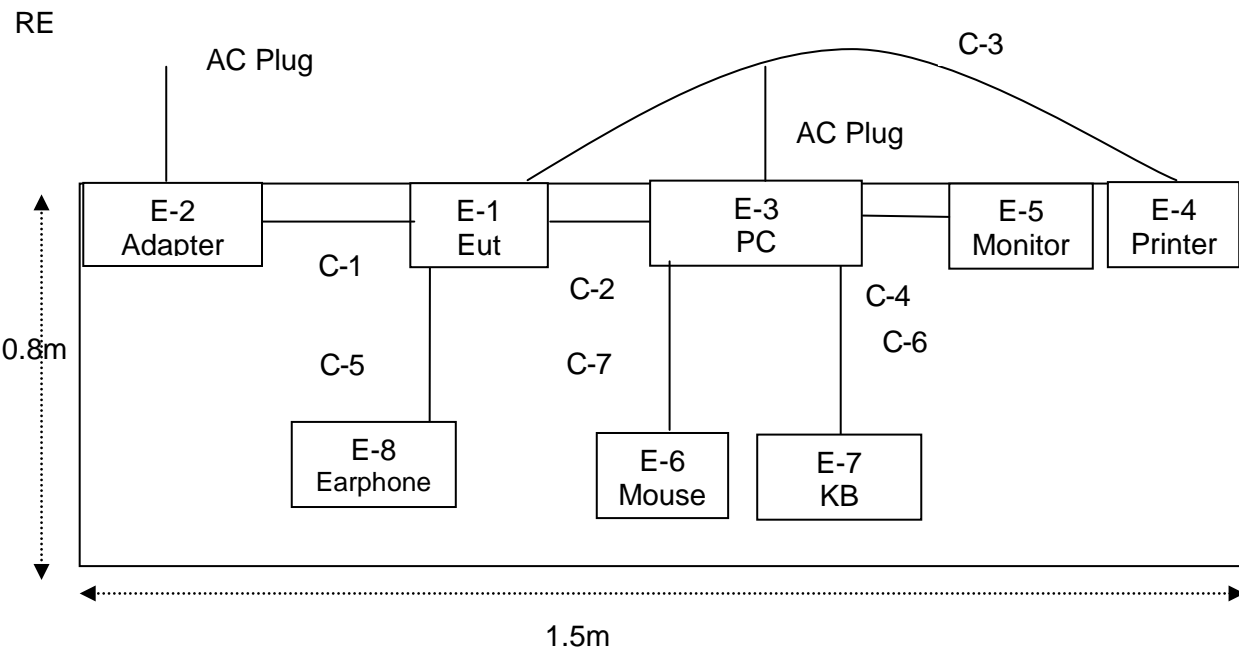 RE
AC Plug
C-3
AC Plug
E-2
Adapter
E-1
Eut
E-3
PC
E-5
Monitor
E-4
Printer
C-1
C-2
C-4
C-6
0.8m
C-5
C-7
E-8
Earphone
E-6
Mouse
E-7
KB
1.5m